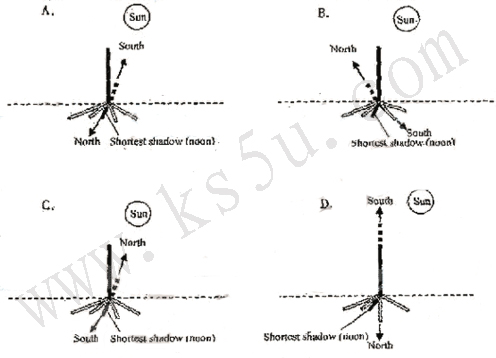 A.
Sun
South
North
Shortest shadow (noon)
B.
Sun
North
South
Shortest shadow (noon)
C.
Sun
North
South
Shortest shadow (noon)
D.
South
Sun
Shortest shadow (noon)
North
www.ks5u.com